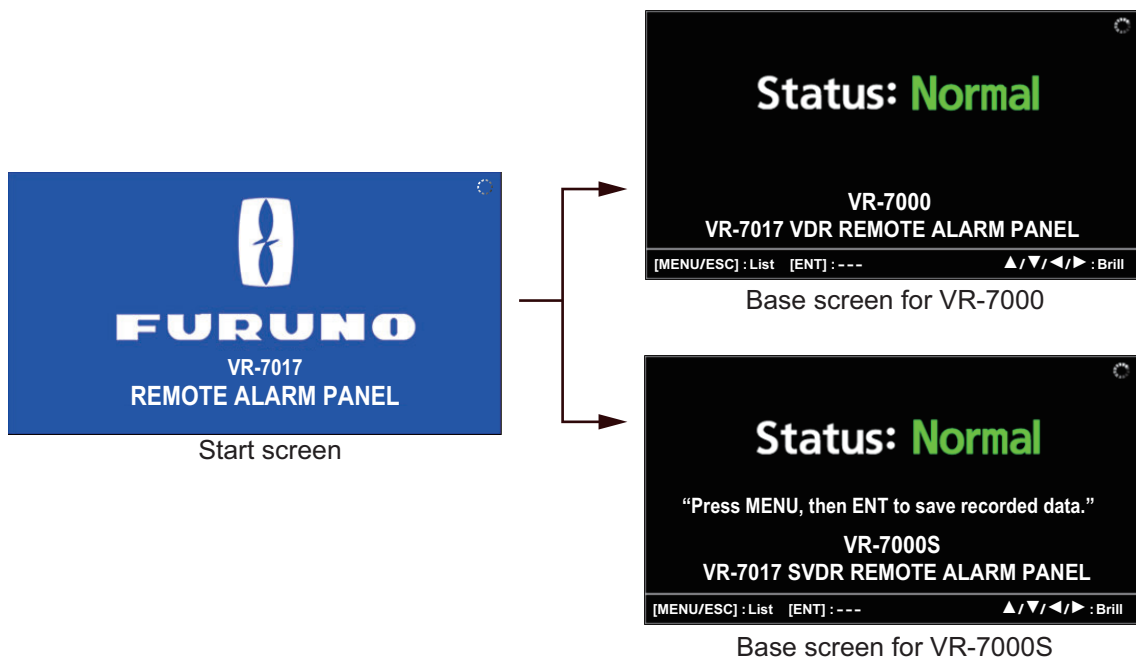 FURUNO
VR-7017
REMOTE ALARM PANEL
Start screen
Status: Normal
VR-7000
VR-7017 VDR REMOTE ALARM PANEL
[MENU/ESC] : List [ENT] : --- ▲/▼/◀/▶ : Brill
Base screen for VR-7000
Status: Normal
“Press MENU, then ENT to save recorded data.”
VR-7000S
VR-7017 SVDR REMOTE ALARM PANEL
[MENU/ESC] : List [ENT] : --- ▲/▼/◀/▶ : Brill
Base screen for VR-7000S